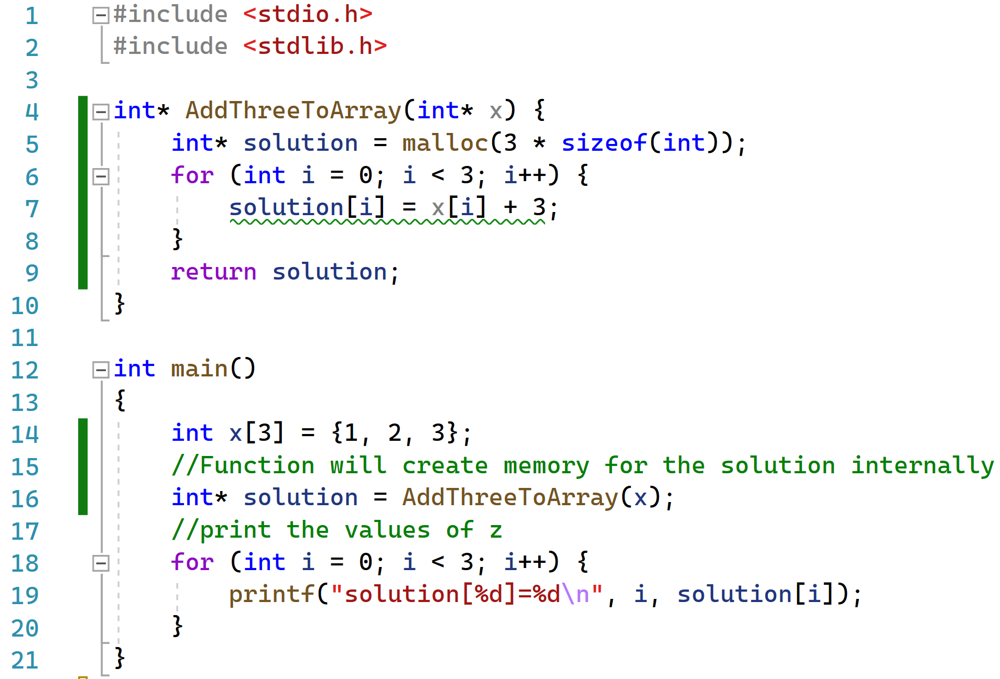 1 #include <stdio.h>
2 #include <stdlib.h>
3
4 int* AddThreeToArray(int* x) {
5     int* solution = malloc(3 * sizeof(int));
6     for (int i = 0; i < 3; i++) {
7         solution[i] = x[i] + 3;
8     }
9     return solution;
10 }
11
12 int main()
13 {
14     int x[3] = {1, 2, 3};
15     //Function will create memory for the solution internally
16     int* solution = AddThreeToArray(x);
17     //print the values of z
18     for (int i = 0; i < 3; i++) {
19         printf("solution[%d]=%d\n", i, solution[i]);
20     }
21 }